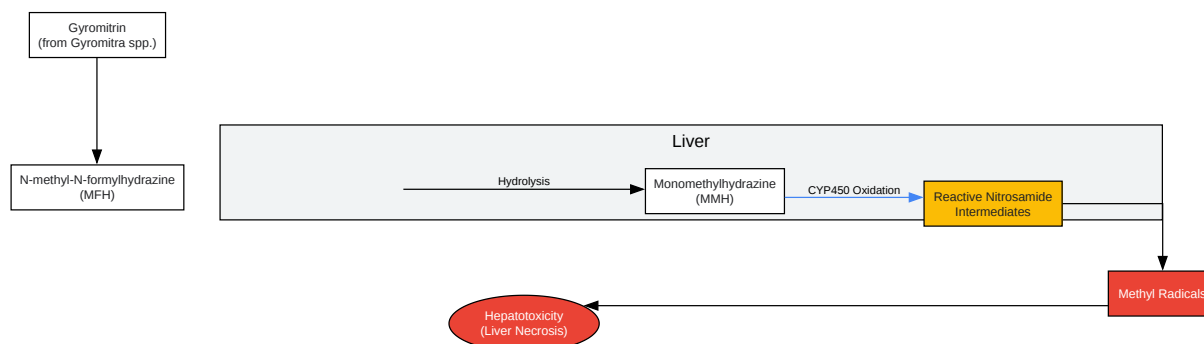 Gyromitrin
(from Gyromitra spp.)
N-methyl-N-formylhydrazine
(MFH)
Liver
Hydrolysis
Monomethylhydrazine
(MMH)
CYP450 Oxidation
Reactive Nitrosamide
Intermediates
Methyl Radicals
Hepatotoxicity
(Liver Necrosis)